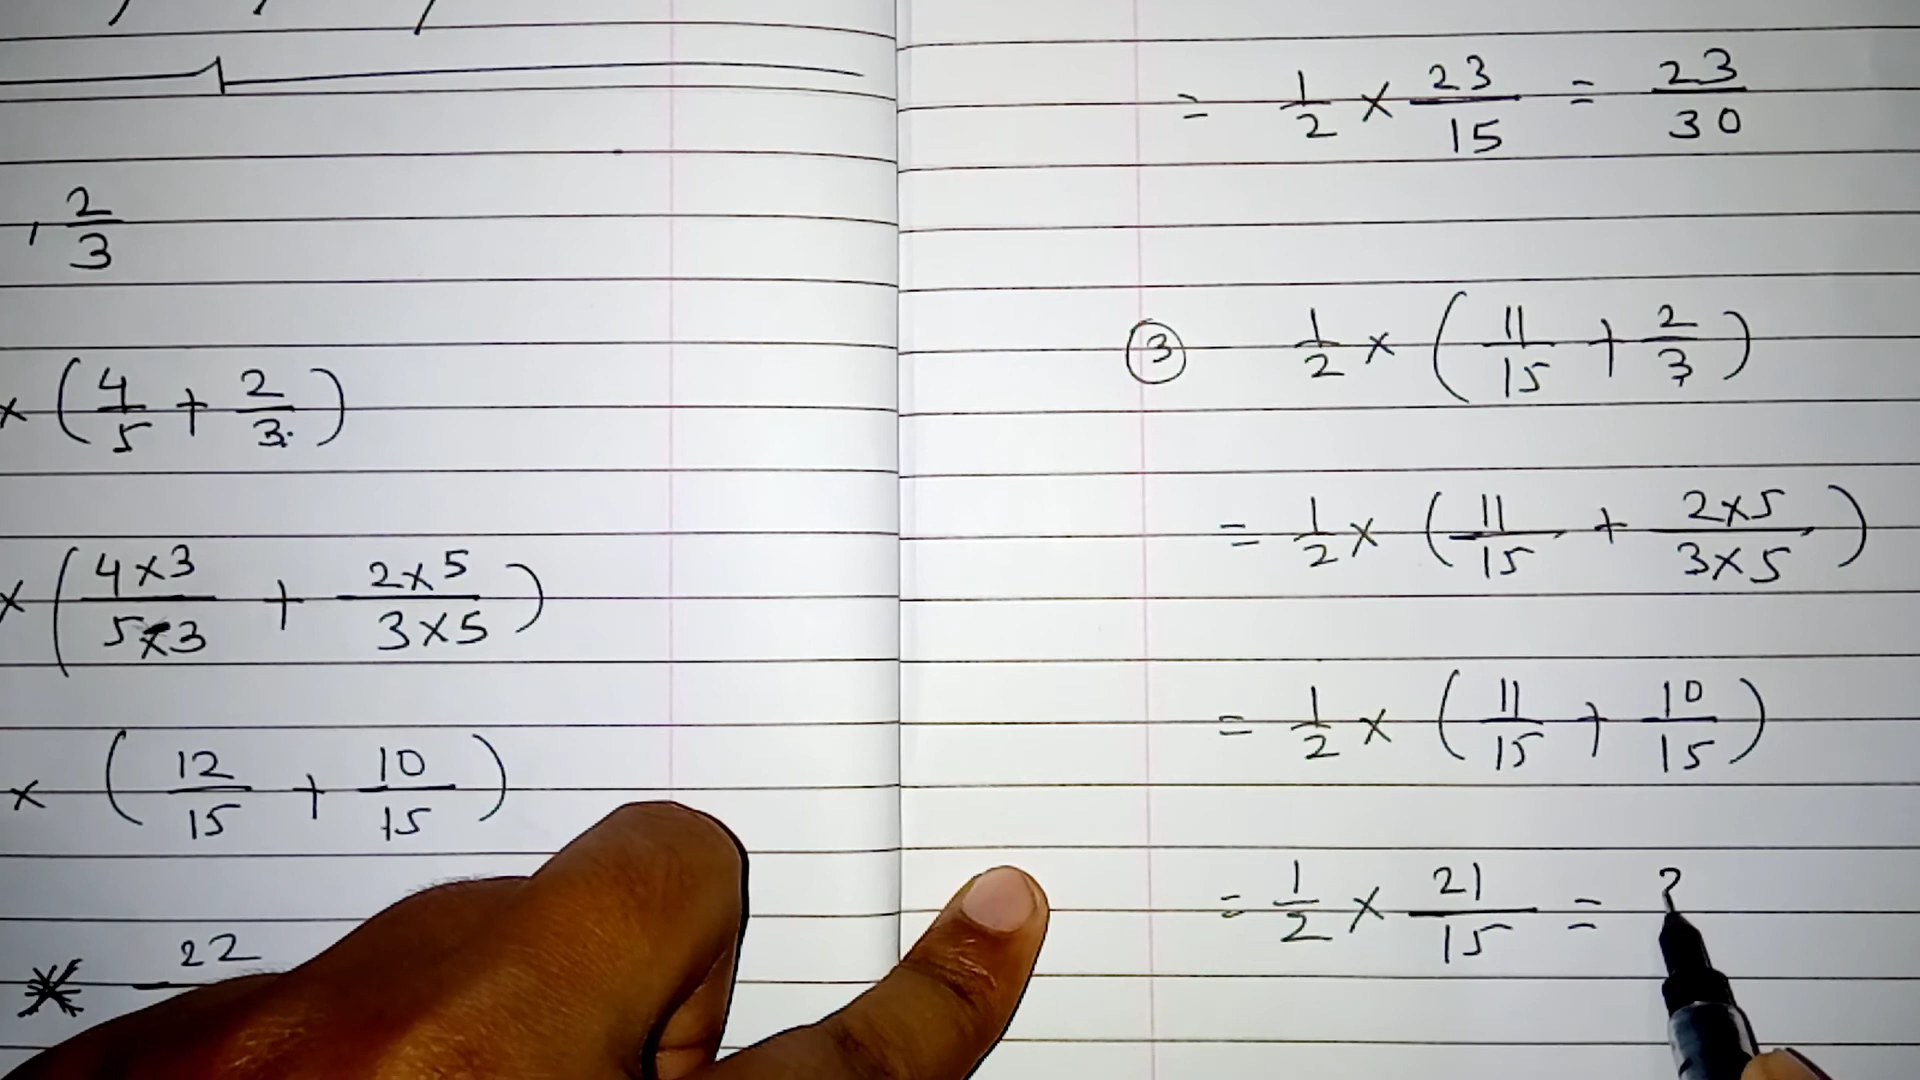 , 2/3
× (4/5 + 2/3)
× (4×3/5×3 + 2×5/3×5)
× (12/15 + 10/15)
22
= 1/2 × 23/15 = 23/30
③ 1/2 × (11/15 + 2/3)
= 1/2 × (11/15 + 2×5/3×5)
= 1/2 × (11/15 + 10/15)
= 1/2 × 21/15 =